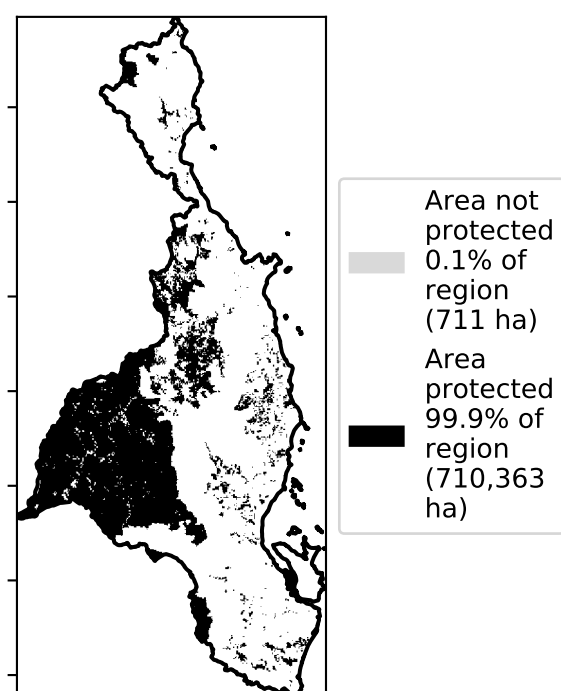 Area not
protected
0.1% of
region
(711 ha)
Area
protected
99.9% of
region
(710,363
ha)